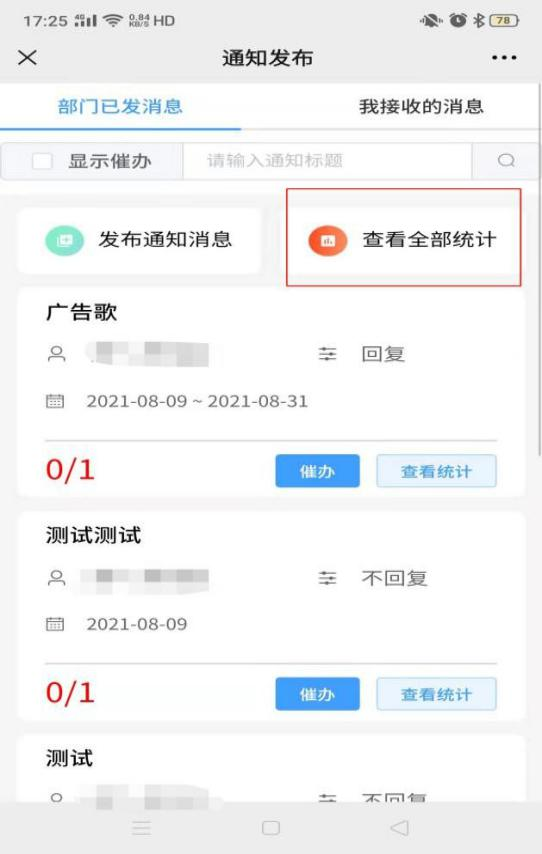 17:25 4G 0.84 KB/S HD 78
通知发布
部门已发消息 我接收的消息
显示催办 请输入通知标题
发布通知消息 查看全部统计
广告歌
回复
2021-08-09 ~ 2021-08-31
0/1 催办 查看统计
测试测试
不回复
2021-08-09
0/1 催办 查看统计
测试
不回复